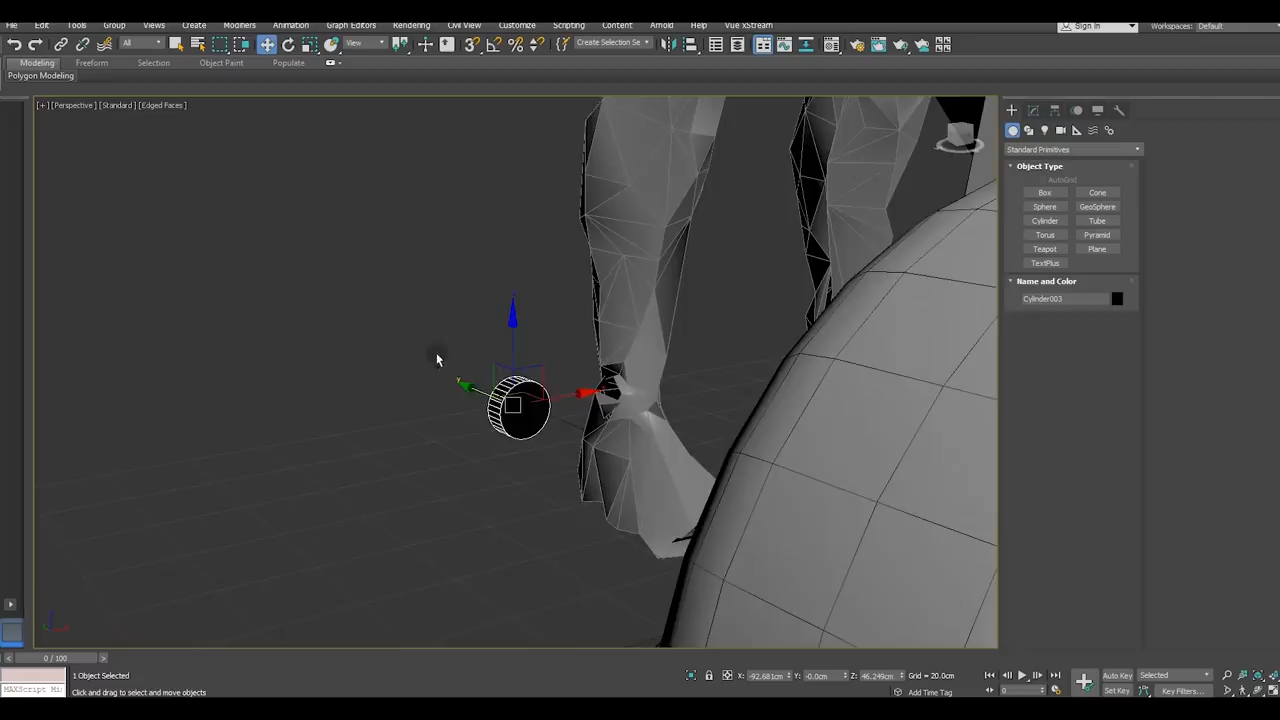 File Edit Tools Group Views Create Modifiers Animation Graph Editors Rendering Civil View Customize Scripting Content Arnold Help Vue xStream
Sign In Workspaces: Default
All View Create Selection Se
Modeling Freeform Selection Object Paint Populate
Polygon Modeling
[+] [Perspective] [Standard] [Edged Faces]
Standard Primitives
Object Type
AutoGrid
Box Cone
Sphere GeoSphere
Cylinder Tube
Torus Pyramid
Teapot Plane
TextPlus
Name and Color
Cylinder003
y
0 / 100
1 Object Selected X: -92.681cm Y: -0.0cm Z: 46.249cm Grid = 20.0cm Auto Key Selected
MAXScript Mi Click and drag to select and move objects Add Time Tag 0 Set Key Key Filters...